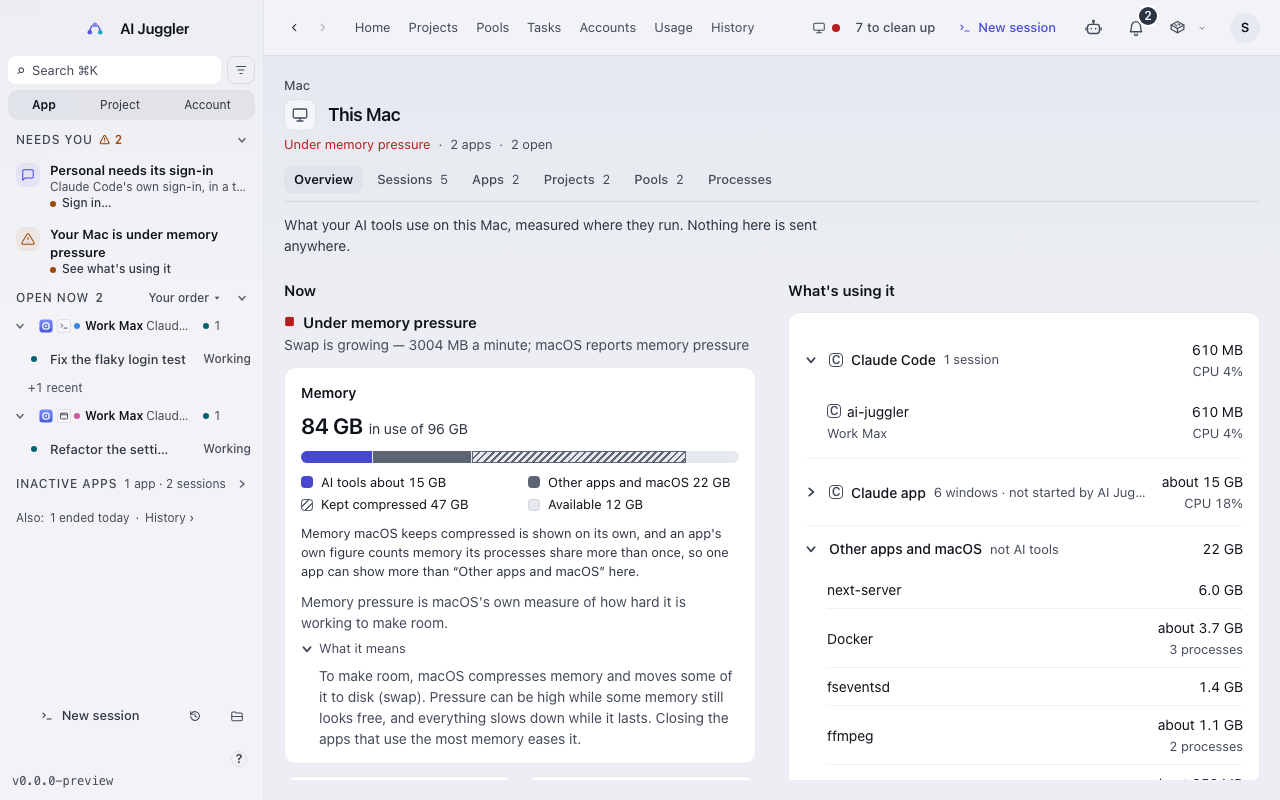 AI Juggler
Search ⌘K
App Project Account
NEEDS YOU 2
Personal needs its sign-in
Claude Code's own sign-in, in a t...
Sign in...
Your Mac is under memory
pressure
See what's using it
OPEN NOW 2 Your order
Work Max Claud... 1
Fix the flaky login test Working
+1 recent
Work Max Claud... 1
Refactor the setti... Working
INACTIVE APPS 1 app · 2 sessions
Also: 1 ended today · History ›
New session
?
v0.0.0-preview
Home Projects Pools Tasks Accounts Usage History
7 to clean up
New session
2
S
Mac
This Mac
Under memory pressure · 2 apps · 2 open
Overview Sessions 5 Apps 2 Projects 2 Pools 2 Processes
What your AI tools use on this Mac, measured where they run. Nothing here is sent
anywhere.
Now
Under memory pressure
Swap is growing — 3004 MB a minute; macOS reports memory pressure
Memory
84 GB in use of 96 GB
AI tools about 15 GB
Other apps and macOS 22 GB
Kept compressed 47 GB
Available 12 GB
Memory macOS keeps compressed is shown on its own, and an app's
own figure counts memory its processes share more than once, so one
app can show more than “Other apps and macOS” here.
Memory pressure is macOS's own measure of how hard it is
working to make room.
What it means
To make room, macOS compresses memory and moves some of
it to disk (swap). Pressure can be high while some memory still
looks free, and everything slows down while it lasts. Closing the
apps that use the most memory eases it.
What's using it
C Claude Code 1 session 610 MB
CPU 4%
C ai-juggler 610 MB
Work Max CPU 4%
C Claude app 6 windows · not started by AI Jug... about 15 GB
CPU 18%
Other apps and macOS not AI tools 22 GB
next-server 6.0 GB
Docker about 3.7 GB
3 processes
fseventsd 1.4 GB
ffmpeg about 1.1 GB
2 processes